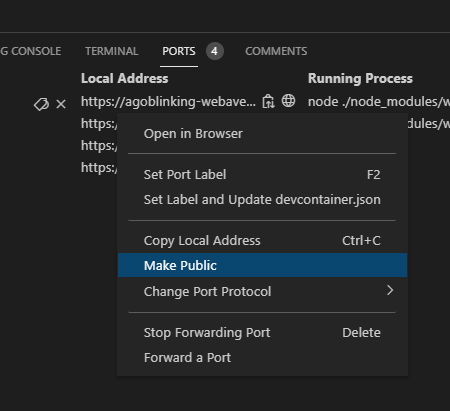 G CONSOLE TERMINAL PORTS 4 COMMENTS
Local Address Running Process
https://agoblinking-webave... node ./node_modules/w
https:/ odules/w
https:/
https:/
Open in Browser
Set Port Label F2
Set Label and Update devcontainer.json
Copy Local Address Ctrl+C
Make Public
Change Port Protocol
Stop Forwarding Port Delete
Forward a Port